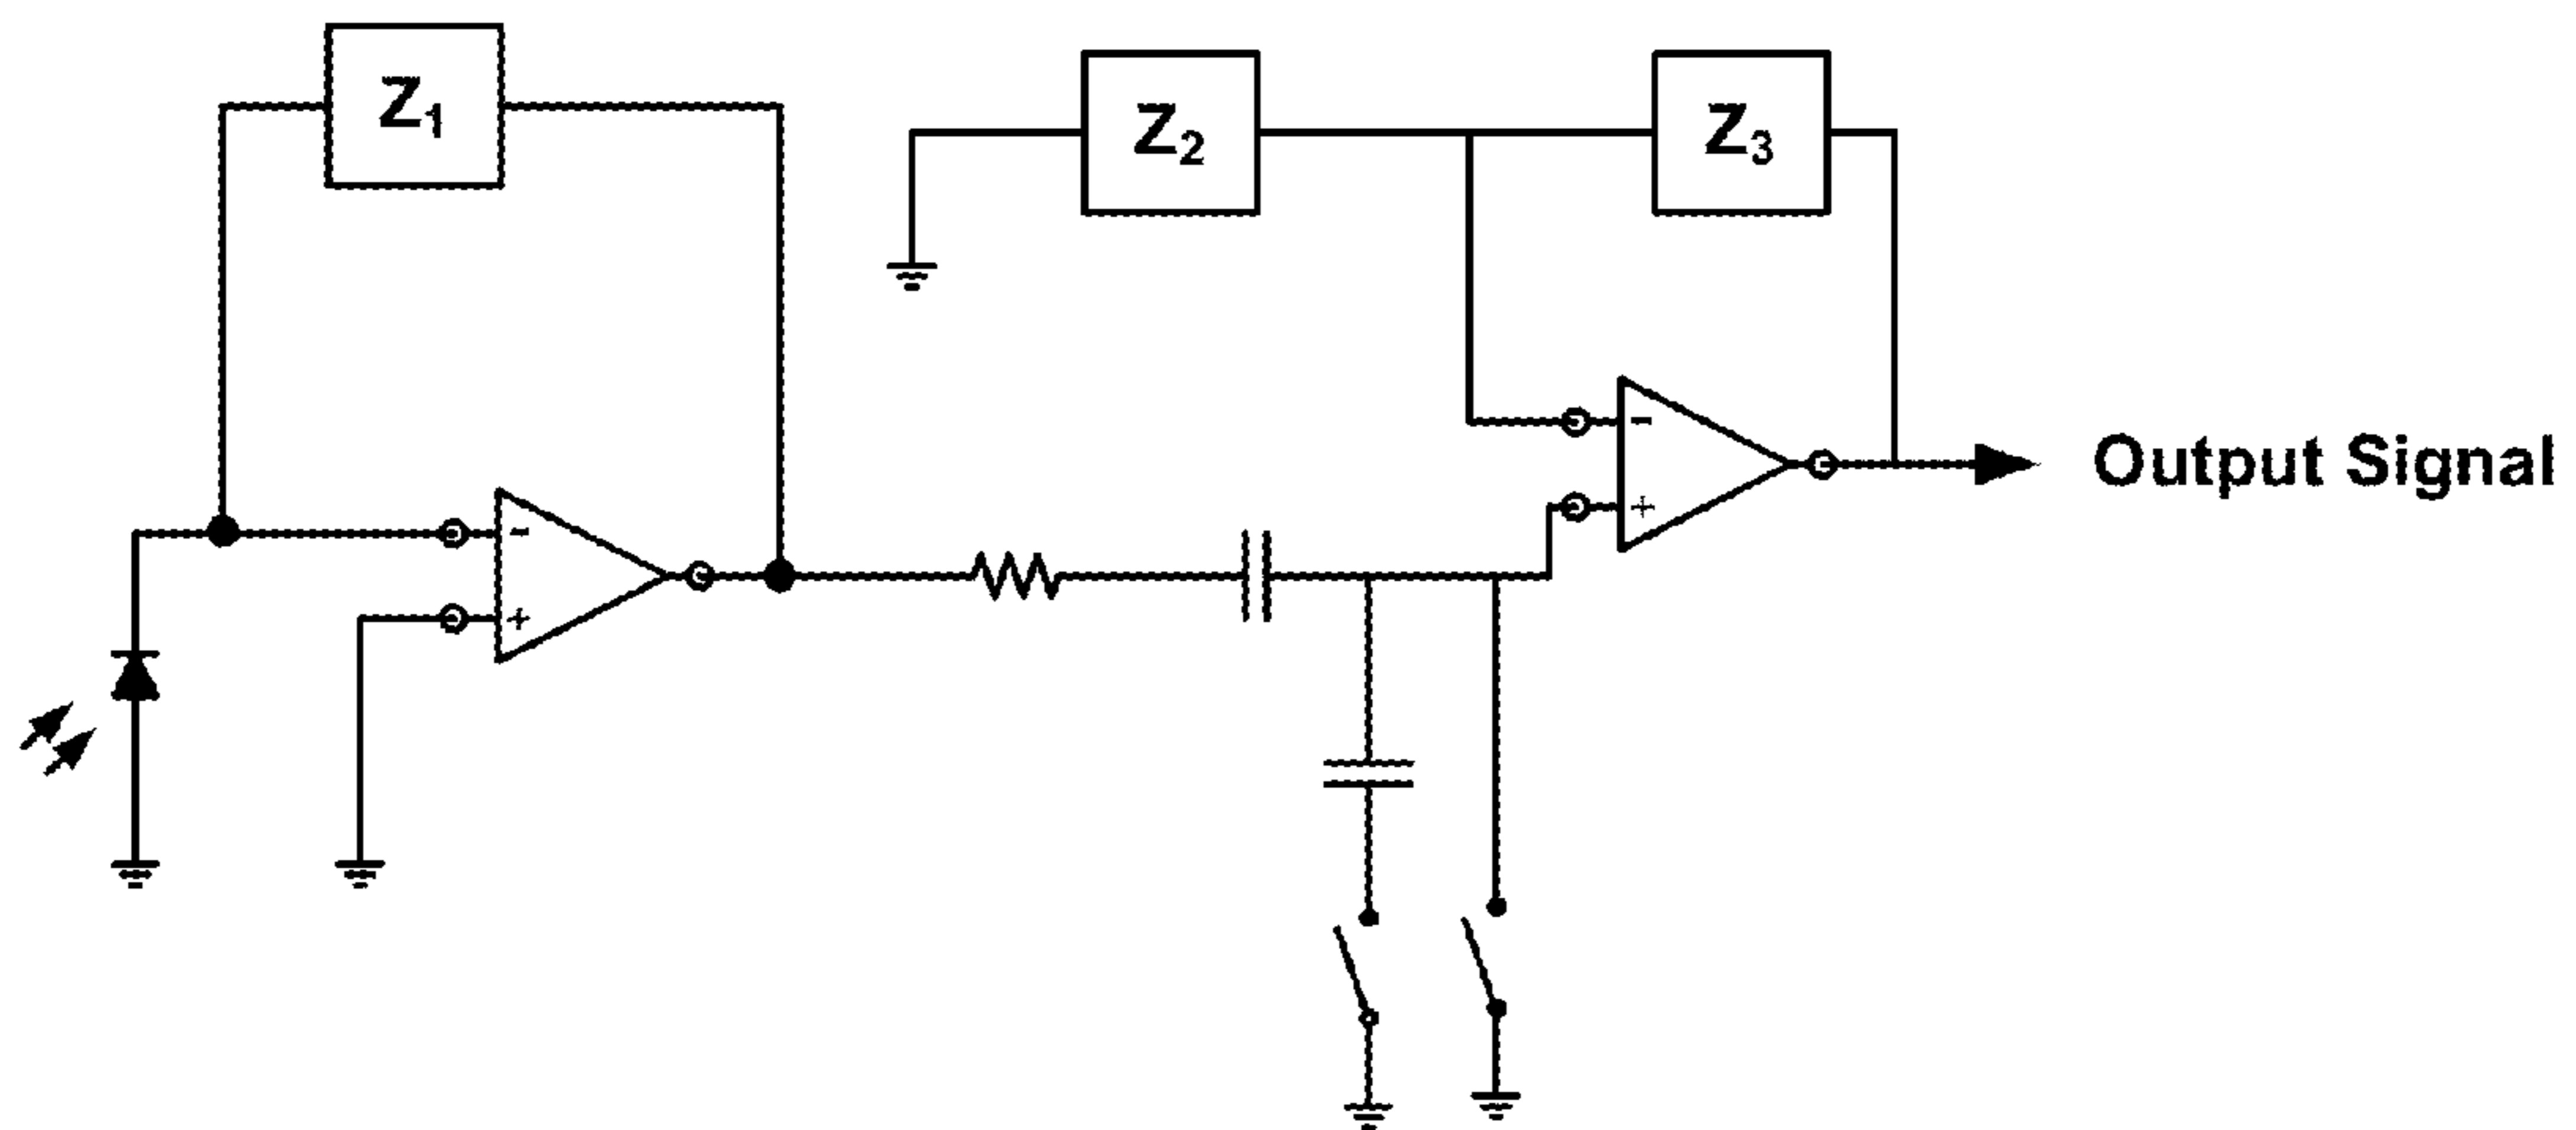 Z1
Z2
Z3
-
+
-
+
Output Signal